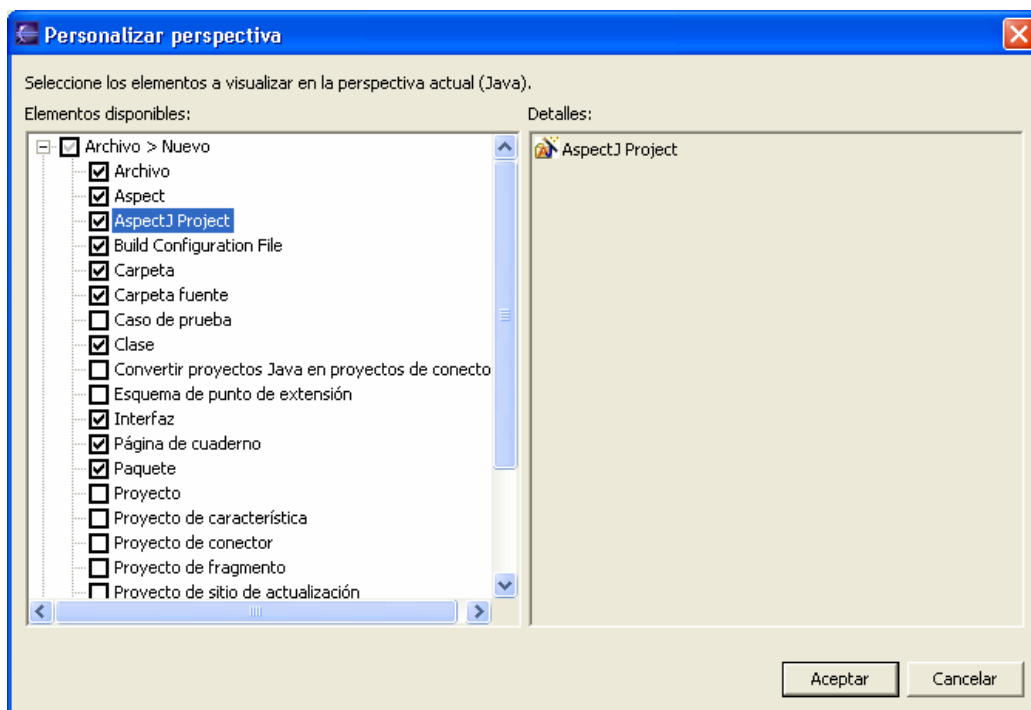 Personalizar perspectiva
Seleccione los elementos a visualizar en la perspectiva actual (Java).
Elementos disponibles:
Detalles:
Archivo > Nuevo
Archivo
Aspect
AspectJ Project
Build Configuration File
Carpeta
Carpeta fuente
Caso de prueba
Clase
Convertir proyectos Java en proyectos de conecto
Esquema de punto de extensión
Interfaz
Página de cuaderno
Paquete
Proyecto
Proyecto de característica
Proyecto de conector
Proyecto de fragmento
Proyecto de sitio de actualización
AspectJ Project
Aceptar
Cancelar